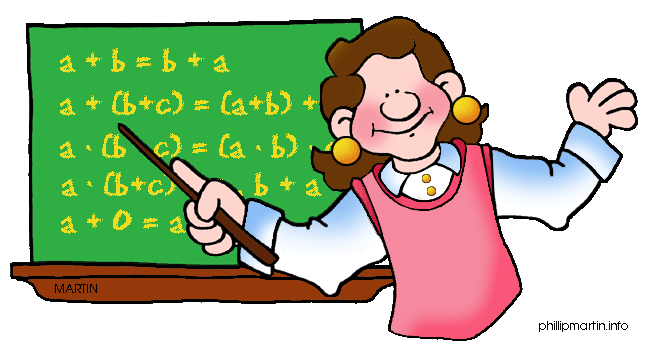 a + b = b + a
a + (b+c) = (a+b) +
a · (b c) = (a · b) ·
a · (b+c) b + a
a + 0 = a
MARTIN
phillipmartin.info